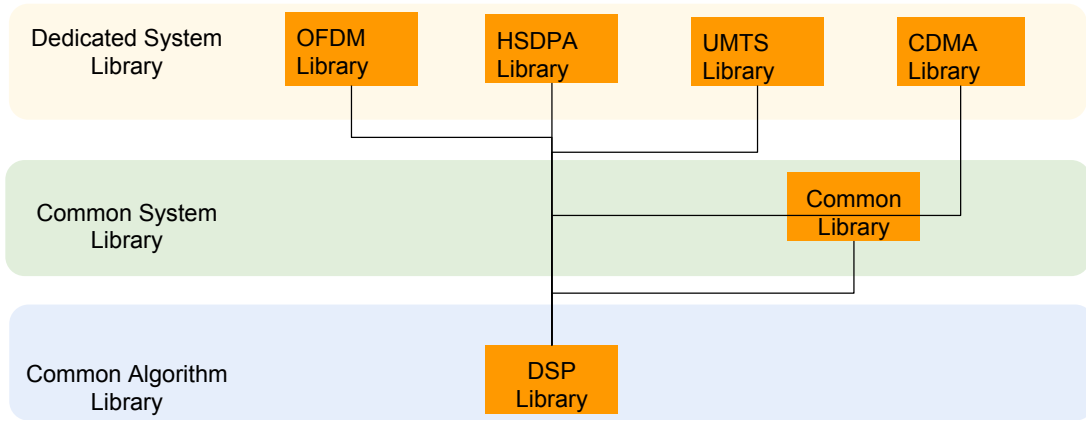 Dedicated System
Library
OFDM
Library
HSDPA
Library
UMTS
Library
CDMA
Library
Common System
Library
Common
Library
Common Algorithm
Library
DSP
Library